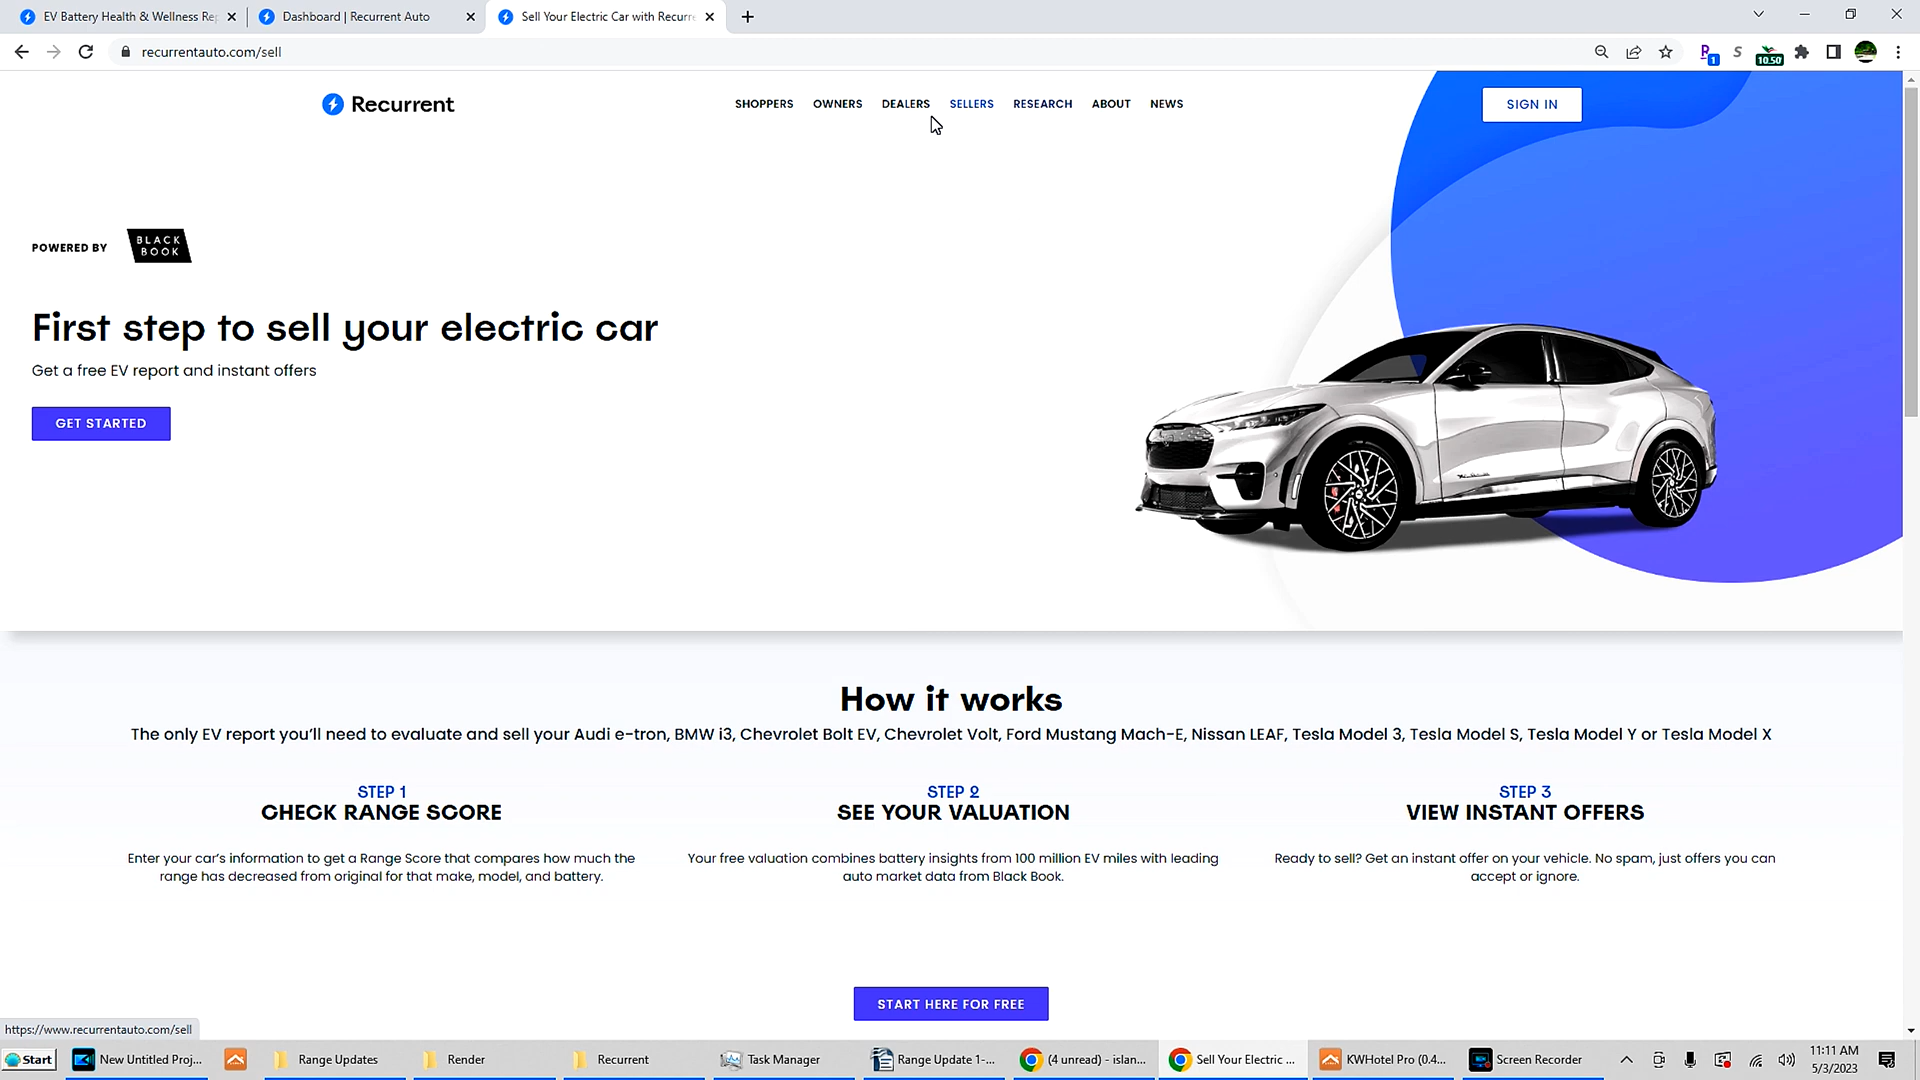 EV Battery Health & Wellness Rep
Dashboard | Recurrent Auto
Sell Your Electric Car with Recurre
recurrentauto.com/sell
1
S
10.50
Recurrent
SHOPPERS OWNERS DEALERS SELLERS RESEARCH ABOUT NEWS
SIGN IN
POWERED BY
BLACK
BOOK
First step to sell your electric car
Get a free EV report and instant offers
GET STARTED
How it works
The only EV report you'll need to evaluate and sell your Audi e-tron, BMW i3, Chevrolet Bolt EV, Chevrolet Volt, Ford Mustang Mach-E, Nissan LEAF, Tesla Model 3, Tesla Model S, Tesla Model Y or Tesla Model X
STEP 1
CHECK RANGE SCORE
Enter your car's information to get a Range Score that compares how much the
range has decreased from original for that make, model, and battery.
STEP 2
SEE YOUR VALUATION
Your free valuation combines battery insights from 100 million EV miles with leading
auto market data from Black Book.
STEP 3
VIEW INSTANT OFFERS
Ready to sell? Get an instant offer on your vehicle. No spam, just offers you can
accept or ignore.
START HERE FOR FREE
https://www.recurrentauto.com/sell
Start
New Untitled Proj...
Range Updates
Render
Recurrent
Task Manager
Range Update 1-...
(4 unread) - islan...
Sell Your Electric ...
KWHotel Pro (0.4...
Screen Recorder
11:11 AM
5/3/2023